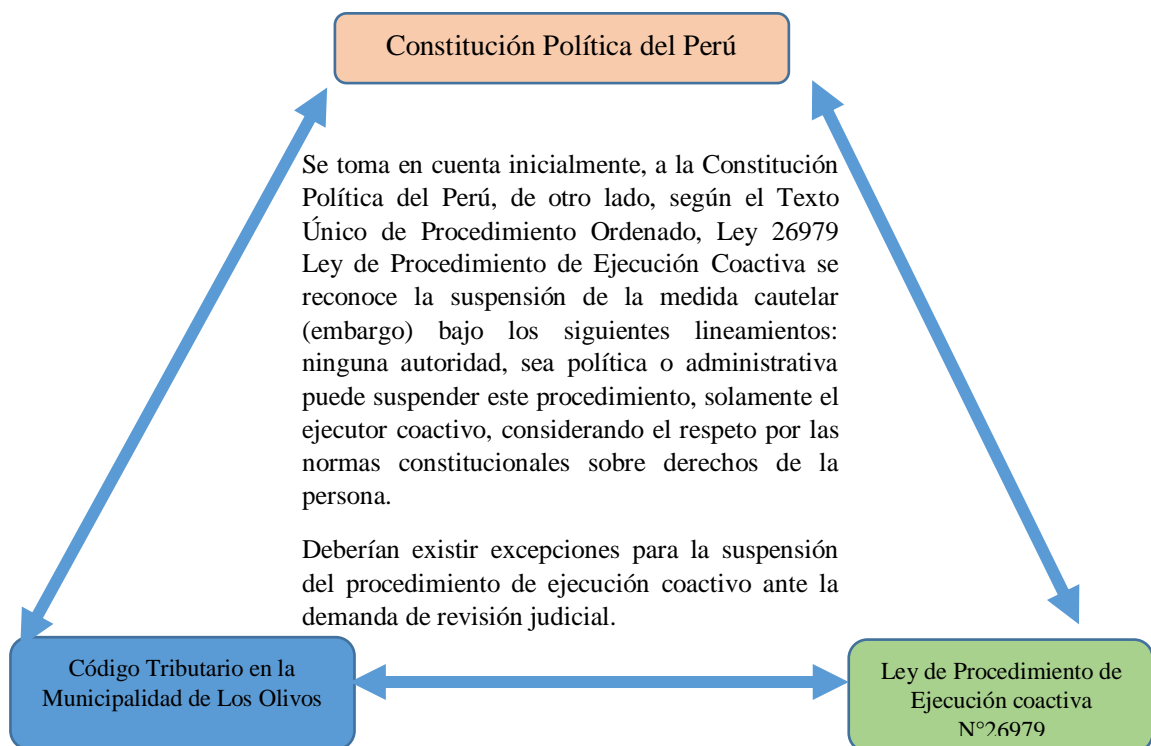 Constitución Política del Perú
Se toma en cuenta inicialmente, a la Constitución
Política del Perú, de otro lado, según el Texto
Único de Procedimiento Ordenado, Ley 26979
Ley de Procedimiento de Ejecución Coactiva se
reconoce la suspensión de la medida cautelar
(embargo) bajo los siguientes lineamientos:
ninguna autoridad, sea política o administrativa
puede suspender este procedimiento, solamente el
ejecutor coactivo, considerando el respeto por las
normas constitucionales sobre derechos de la
persona.
Deberían existir excepciones para la suspensión
del procedimiento de ejecución coactivo ante la
demanda de revisión judicial.
Código Tributario en la
Municipalidad de Los Olivos
Ley de Procedimiento de
Ejecución coactiva
N°26979